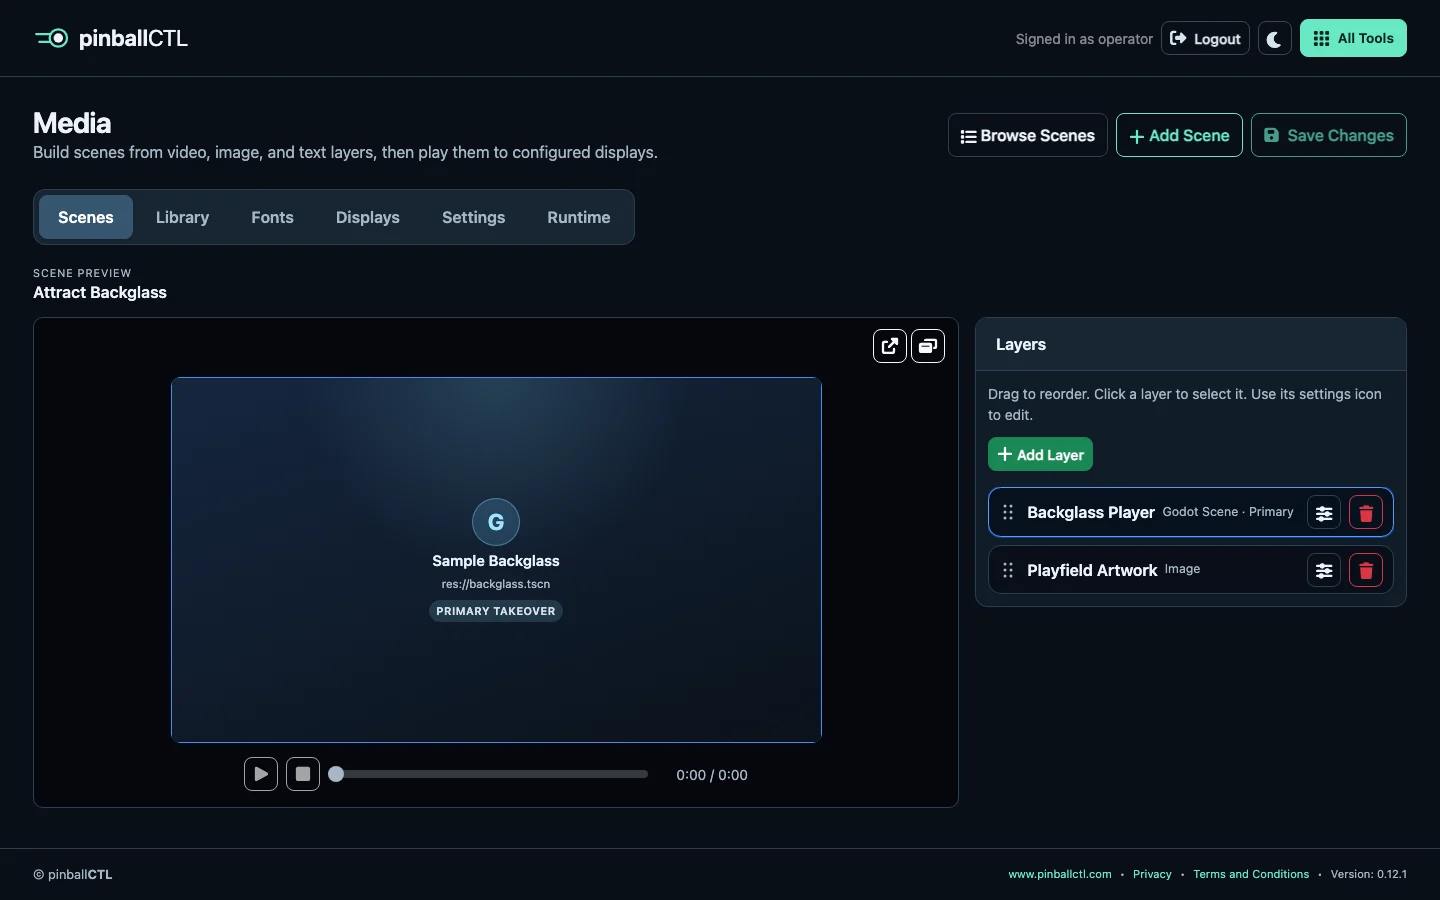 pinballCTL
Signed in as operator
Logout
All Tools
Media
Build scenes from video, image, and text layers, then play them to configured displays.
Browse Scenes
Add Scene
Save Changes
Scenes
Library
Fonts
Displays
Settings
Runtime
SCENE PREVIEW
Attract Backglass
G
Sample Backglass
res://backglass.tscn
PRIMARY TAKEOVER
0:00 / 0:00
Layers
Drag to reorder. Click a layer to select it. Use its settings icon
to edit.
Add Layer
Backglass Player Godot Scene · Primary
Playfield Artwork Image
© pinballCTL
www.pinballctl.com • Privacy • Terms and Conditions • Version: 0.12.1